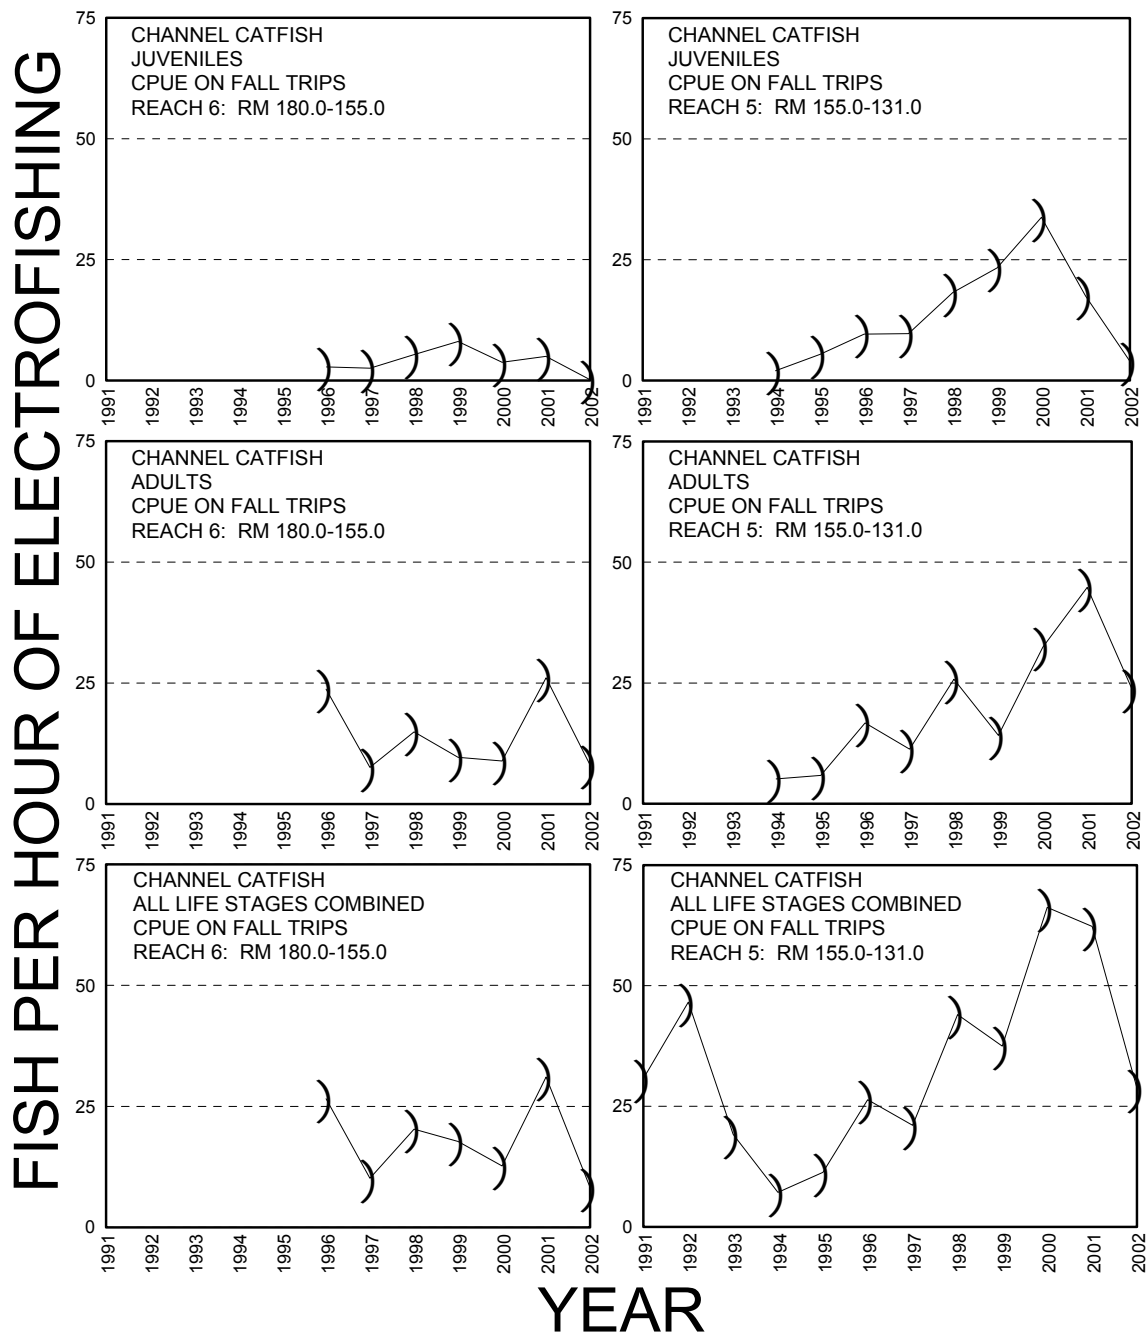 FISH PER HOUR OF ELECTROFISHING
75
50
25
0
CHANNEL CATFISH
JUVENILES
CPUE ON FALL TRIPS
REACH 6: RM 180.0-155.0
1991 1992 1993 1994 1995 1996 1997 1998 1999 2000 2001 2002
75
50
25
0
CHANNEL CATFISH
JUVENILES
CPUE ON FALL TRIPS
REACH 5: RM 155.0-131.0
1991 1992 1993 1994 1995 1996 1997 1998 1999 2000 2001 2002
75
50
25
0
CHANNEL CATFISH
ADULTS
CPUE ON FALL TRIPS
REACH 6: RM 180.0-155.0
1991 1992 1993 1994 1995 1996 1997 1998 1999 2000 2001 2002
75
50
25
0
CHANNEL CATFISH
ADULTS
CPUE ON FALL TRIPS
REACH 5: RM 155.0-131.0
1991 1992 1993 1994 1995 1996 1997 1998 1999 2000 2001 2002
75
50
25
0
CHANNEL CATFISH
ALL LIFE STAGES COMBINED
CPUE ON FALL TRIPS
REACH 6: RM 180.0-155.0
1991 1992 1993 1994 1995 1996 1997 1998 1999 2000 2001 2002
75
50
25
0
CHANNEL CATFISH
ALL LIFE STAGES COMBINED
CPUE ON FALL TRIPS
REACH 5: RM 155.0-131.0
1991 1992 1993 1994 1995 1996 1997 1998 1999 2000 2001 2002
YEAR